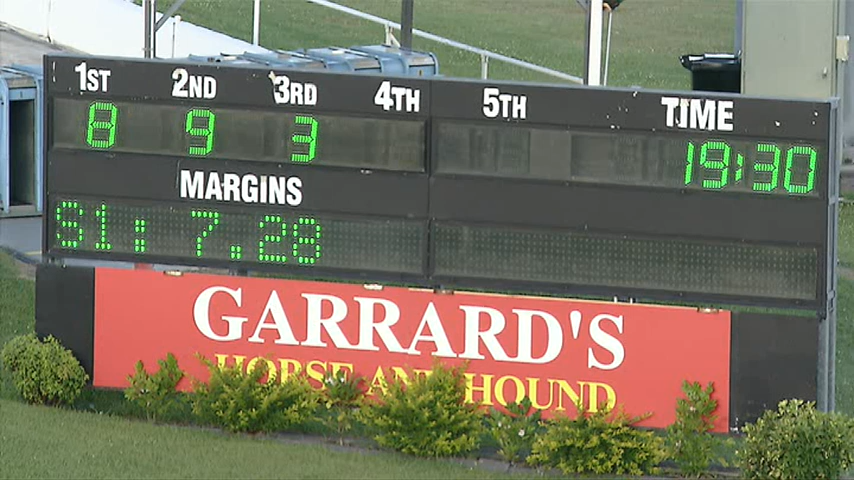 1ST 2ND 3RD 4TH 5TH TIME
8 9 3 19:30
MARGINS
S1: 7.28
GARRARD'S
HORSE AND HOUND